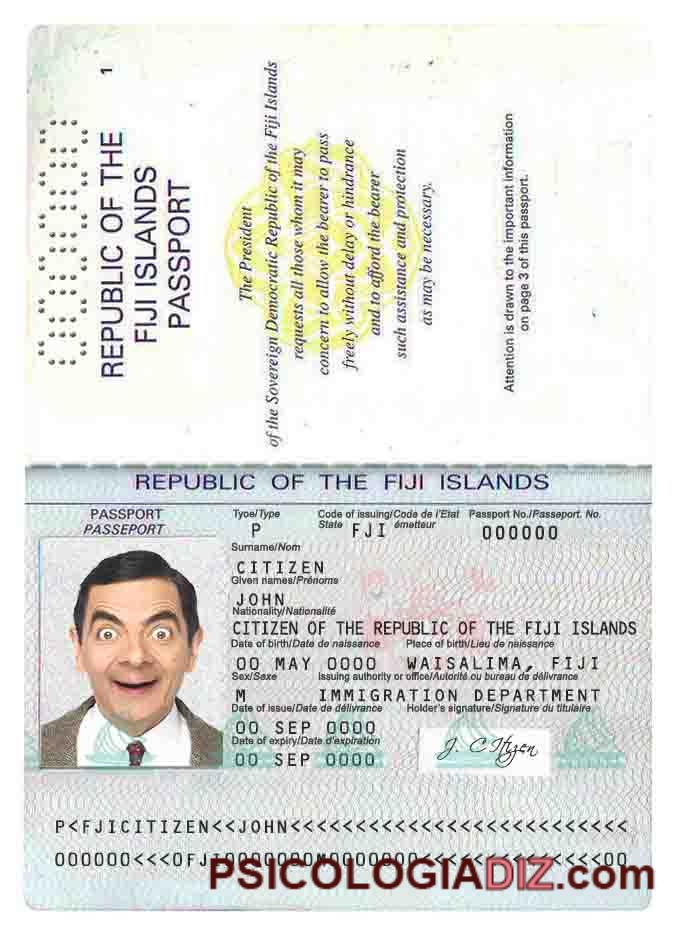 1
000000
REPUBLIC OF THE
FIJI ISLANDS
PASSPORT
The President
of the Sovereign Democratic Republic of the Fiji Islands
requests all those whom it may
concern to allow the bearer to pass
freely without delay or hindrance
and to afford the bearer
such assistance and protection
as may be necessary.
Attention is drawn to the important information
on page 3 of this passport.
REPUBLIC OF THE FIJI ISLANDS
PASSPORT Type/Type Code of issuing/Code de l'Etat Passport No./Passeport. No.
PASSEPORT P State FJI émetteur 000000
Surname/Nom
CITIZEN
Given names/Prénoms
JOHN
Nationality/Nationalité
CITIZEN OF THE REPUBLIC OF THE FIJI ISLANDS
Date of birth/Date de naissance Place of birth/Lieu de naissance
00 MAY 0000 WAISALIMA, FIJI
Sex/Sexe Issuing authority or office/Autorité ou bureau de délivrance
M IMMIGRATION DEPARTMENT
Date of issue/Date de délivrance Holder's signature/Signature du titulaire
00 SEP 0000
Date of expiry/Date d'expiration J. CItizen
00 SEP 0000
P<FJICITIZEN<<JOHN<<<<<<<<<<<<<<<<<<<<<<<<<<
000000<<<0FJI0000000M0000000<<<<<<<<<<<<<<00
PSICOLOGIADIZ.com